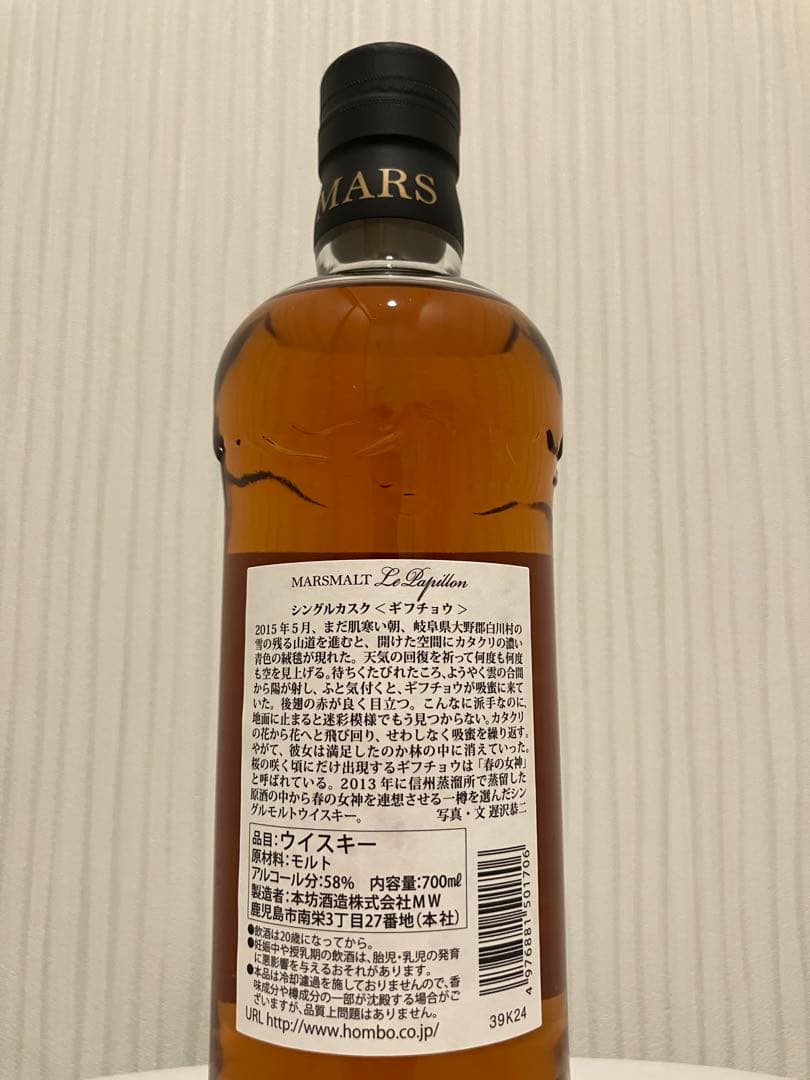 MARS
MARSMALT Le Papillon
シングルカスク＜ギフチョウ＞
2015年5月、まだ肌寒い朝、岐阜県大野郡白川村の
雪の残る山道を進むと、開けた空間にカタクリの濃い
青色の絨毯が現れた。天気の回復を祈って何度も何度
も空を見上げる。待ちくたびれたころ、ようやく雲の合間
から陽が射し、ふと気付くと、ギフチョウが吸蜜に来て
いた。後翅の赤が良く目立つ。こんなに派手なのに、
地面に止まると迷彩模様でもう見つからない。カタクリ
の花から花へと飛び回り、せわしなく吸蜜を繰り返す。
やがて、彼女は満足したのか林の中に消えていった。
桜の咲く頃にだけ出現するギフチョウは「春の女神」
と呼ばれている。2013年に信州蒸溜所で蒸留した
原酒の中から春の女神を連想させる一樽を選んだシン
グルモルトウイスキー。 写真・文 遅沢恭二
品目:ウイスキー
原材料:モルト
アルコール分:58% 内容量:700㎖
製造者:本坊酒造株式会社MW
鹿児島市南栄3丁目27番地(本社)
●飲酒は20歳になってから。
●妊娠中や授乳期の飲酒は、胎児・乳児の発育
に悪影響を与えるおそれがあります。
●本品は冷却濾過を施しておりませんので、香
味成分や樽成分の一部が沈殿する場合がご
ざいますが、品質上問題はありません。
URL http://www.hombo.co.jp/
4 976881 501706
39K24